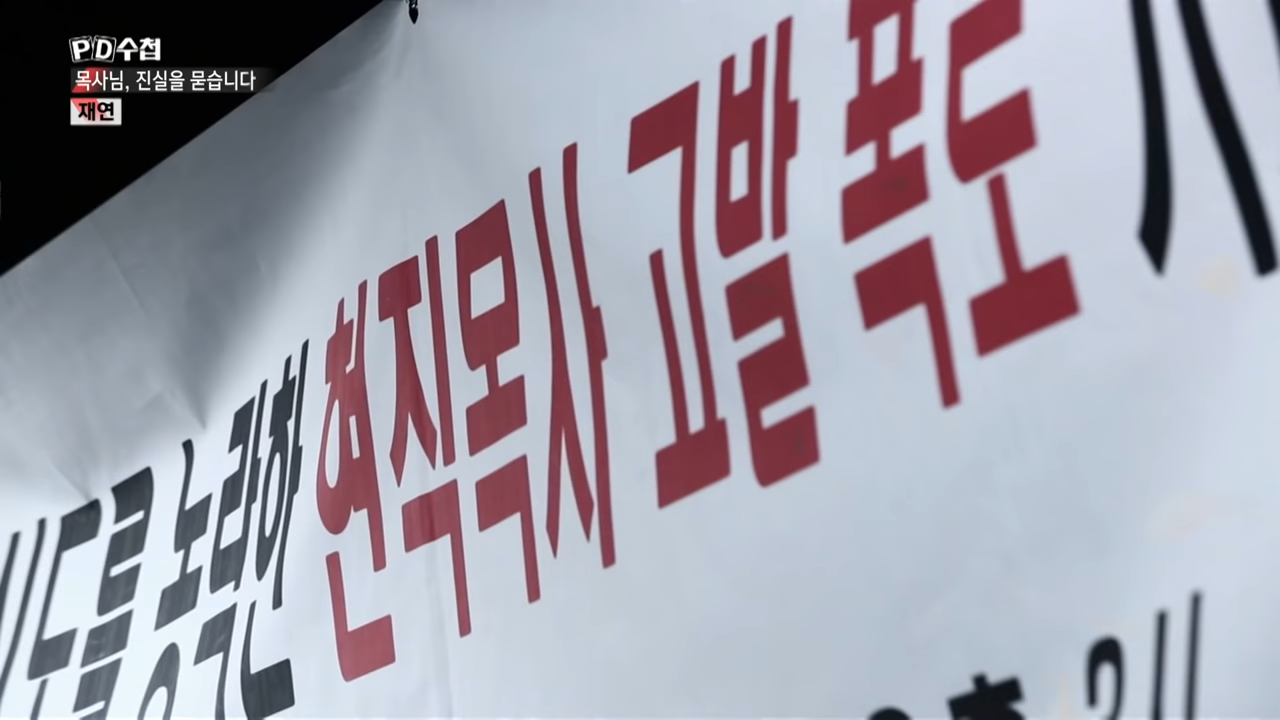 PD수첩
목사님, 진실을 묻습니다
재연
신도를 농락한 현직목사 고발 폭로